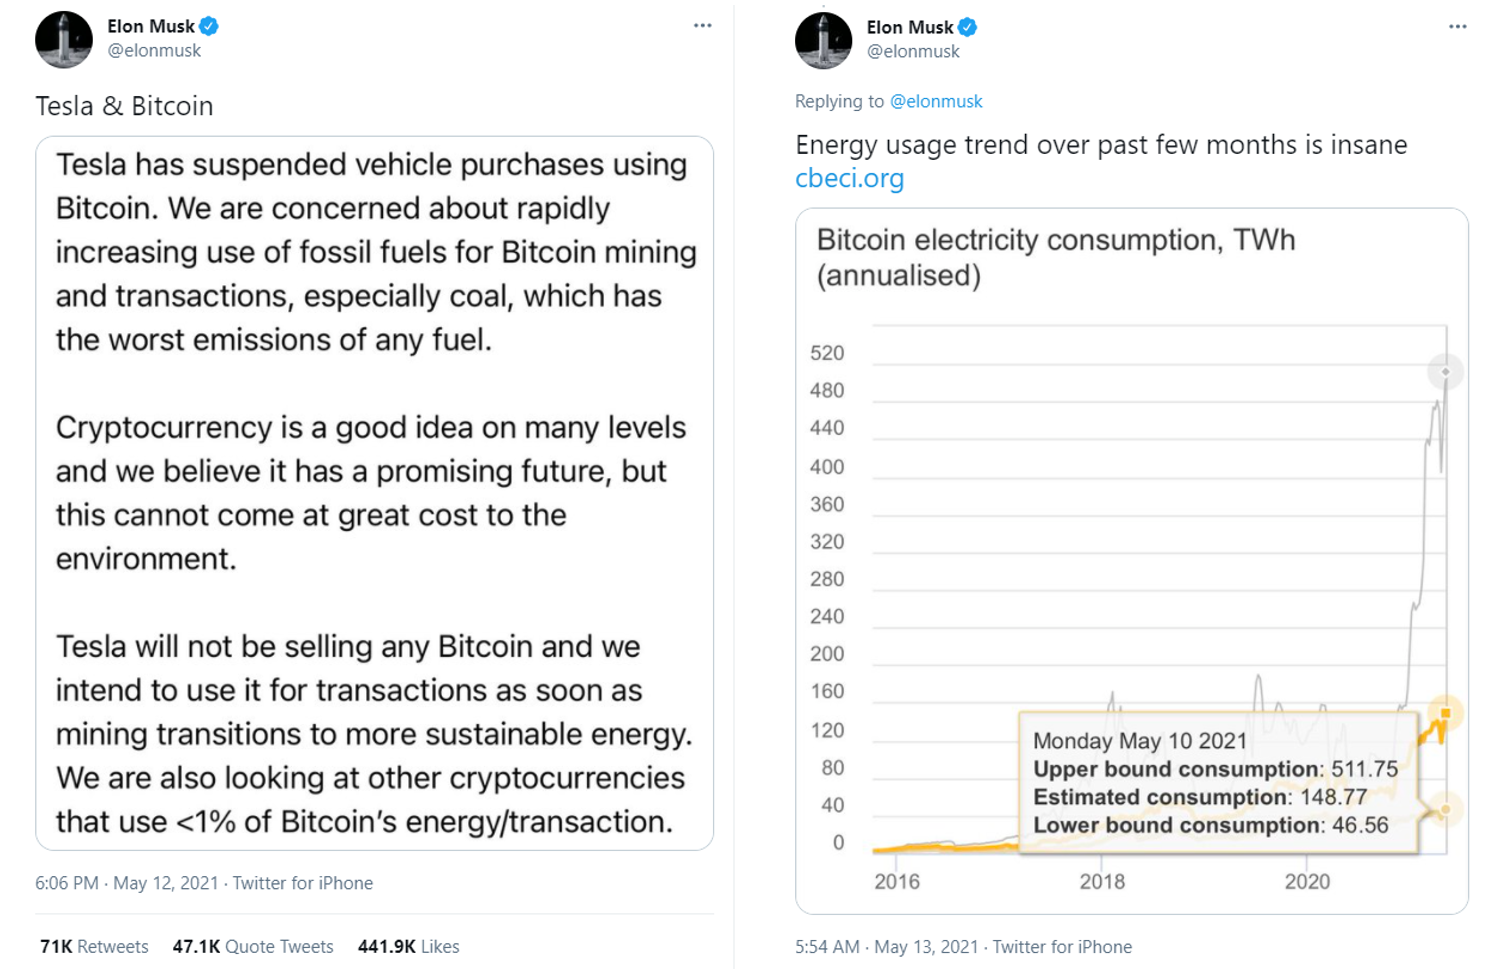 Elon Musk
@elonmusk
Tesla & Bitcoin
Tesla has suspended vehicle purchases using
Bitcoin. We are concerned about rapidly
increasing use of fossil fuels for Bitcoin mining
and transactions, especially coal, which has
the worst emissions of any fuel.
Cryptocurrency is a good idea on many levels
and we believe it has a promising future, but
this cannot come at great cost to the
environment.
Tesla will not be selling any Bitcoin and we
intend to use it for transactions as soon as
mining transitions to more sustainable energy.
We are also looking at other cryptocurrencies
that use <1% of Bitcoin's energy/transaction.
6:06 PM · May 12, 2021 · Twitter for iPhone
71K Retweets 47.1K Quote Tweets 441.9K Likes
Elon Musk
@elonmusk
Replying to @elonmusk
Energy usage trend over past few months is insane
cbeci.org
Bitcoin electricity consumption, TWh
(annualised)
520
480
440
400
360
320
280
240
200
160
120
80
40
0
Monday May 10 2021
Upper bound consumption: 511.75
Estimated consumption: 148.77
Lower bound consumption: 46.56
2016 2018 2020
5:54 AM · May 13, 2021 · Twitter for iPhone